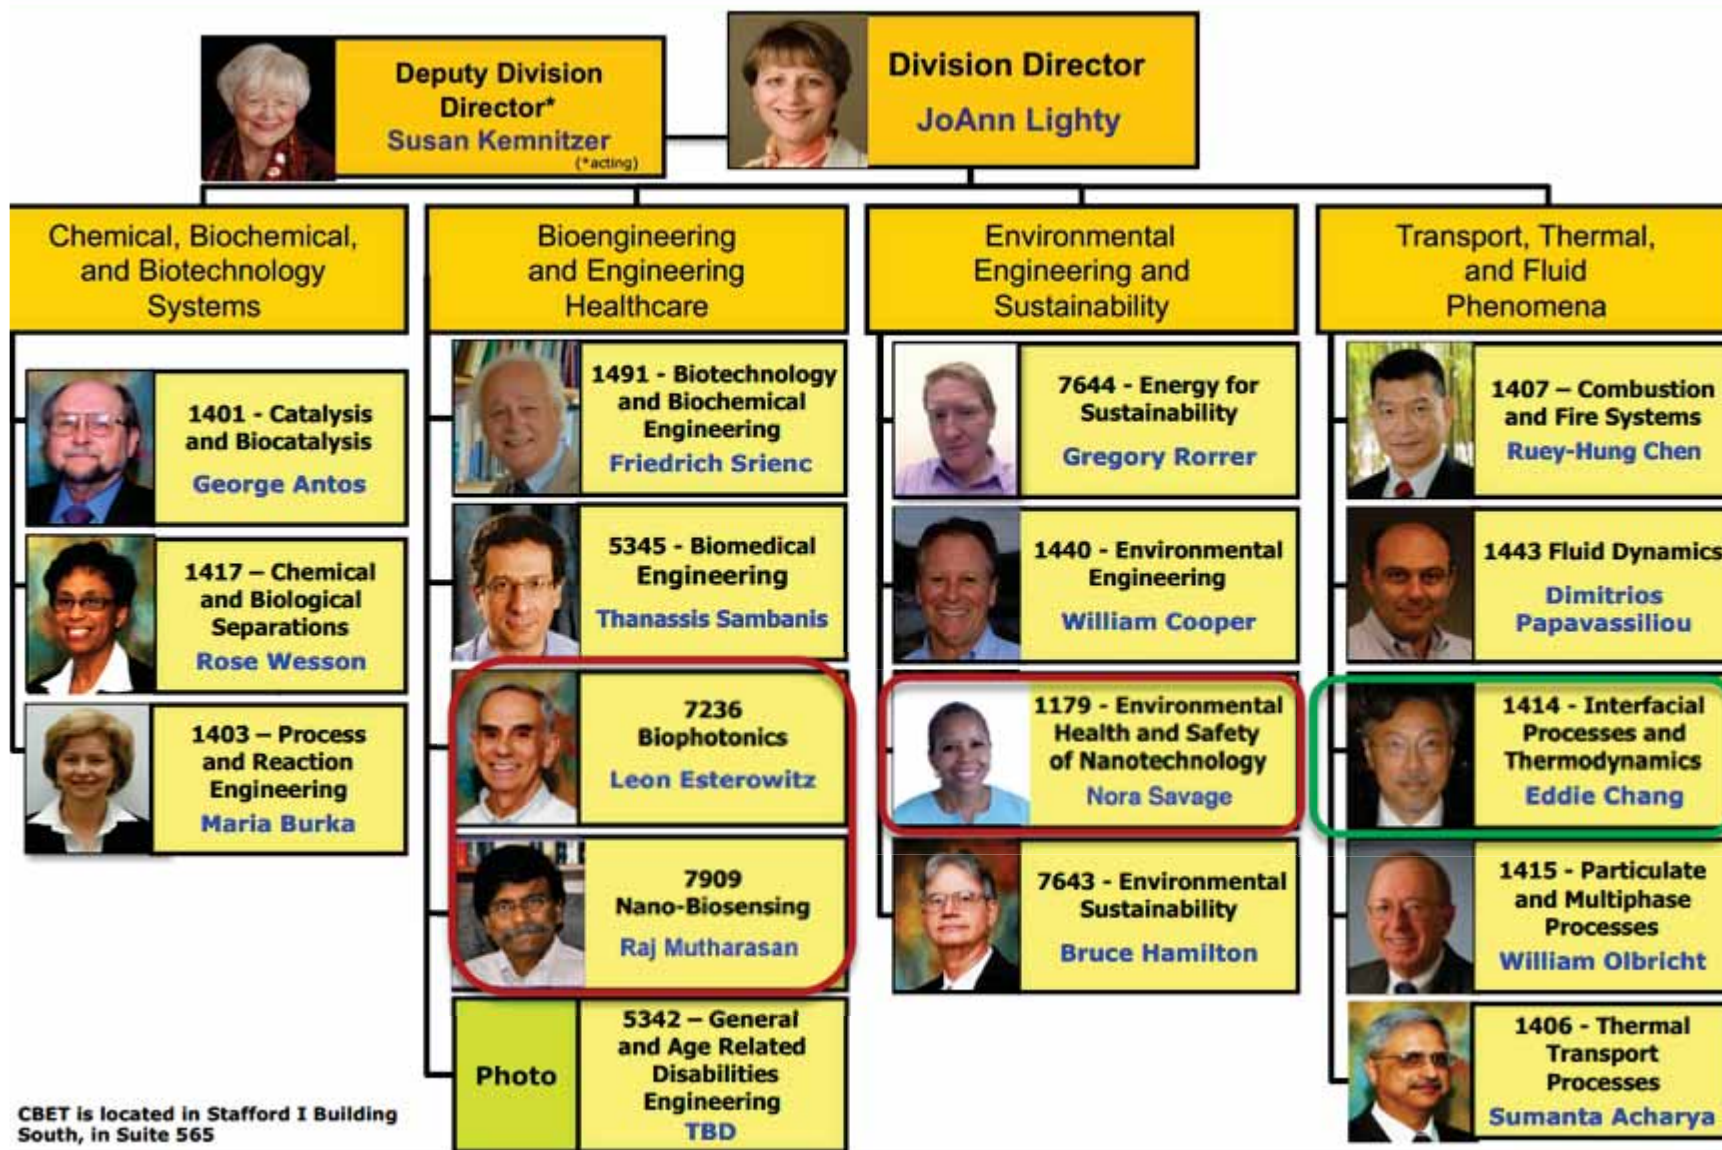 Deputy Division
Director*
Susan Kemnitzer
(*acting)
Division Director
JoAnn Lighty
Chemical, Biochemical,
and Biotechnology
Systems
1401 - Catalysis
and Biocatalysis
George Antos
1417 – Chemical
and Biological
Separations
Rose Wesson
1403 – Process
and Reaction
Engineering
Maria Burka
Bioengineering
and Engineering
Healthcare
1491 - Biotechnology
and Biochemical
Engineering
Friedrich Srienc
5345 - Biomedical
Engineering
Thanassis Sambanis
7236
Biophotonics
Leon Esterowitz
7909
Nano-Biosensing
Raj Mutharasan
Photo
5342 – General
and Age Related
Disabilities
Engineering
TBD
Environmental
Engineering and
Sustainability
7644 - Energy for
Sustainability
Gregory Rorrer
1440 - Environmental
Engineering
William Cooper
1179 - Environmental
Health and Safety
of Nanotechnology
Nora Savage
7643 - Environmental
Sustainability
Bruce Hamilton
Transport, Thermal,
and Fluid
Phenomena
1407 – Combustion
and Fire Systems
Ruey-Hung Chen
1443 Fluid Dynamics
Dimitrios
Papavassiliou
1414 - Interfacial
Processes and
Thermodynamics
Eddie Chang
1415 - Particulate
and Multiphase
Processes
William Olbricht
1406 - Thermal
Transport
Processes
Sumanta Acharya
CBET is located in Stafford I Building
South, in Suite 565